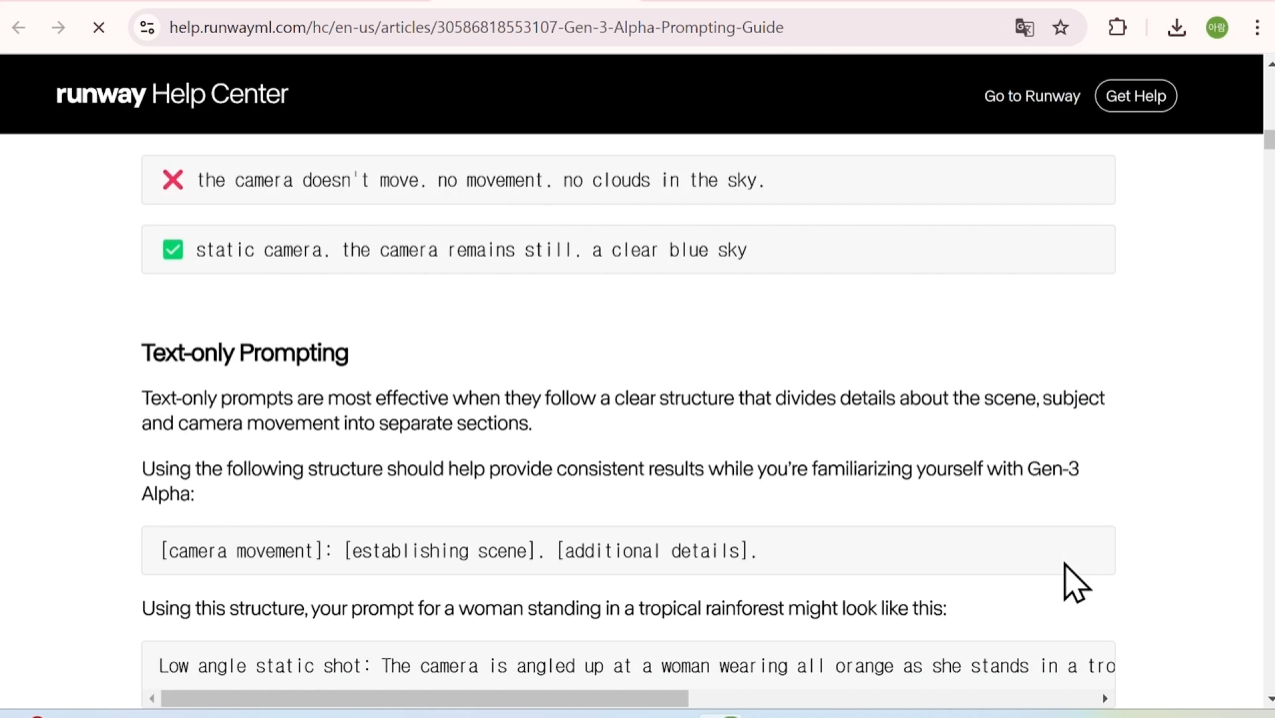 help.runwayml.com/hc/en-us/articles/30586818553107-Gen-3-Alpha-Prompting-Guide
아람
runway Help Center
Go to Runway
Get Help
❌ the camera doesn't move. no movement. no clouds in the sky.
✅ static camera. the camera remains still. a clear blue sky
Text-only Prompting
Text-only prompts are most effective when they follow a clear structure that divides details about the scene, subject
and camera movement into separate sections.
Using the following structure should help provide consistent results while you're familiarizing yourself with Gen-3
Alpha:
[camera movement]: [establishing scene]. [additional details].
Using this structure, your prompt for a woman standing in a tropical rainforest might look like this:
Low angle static shot: The camera is angled up at a woman wearing all orange as she stands in a tro